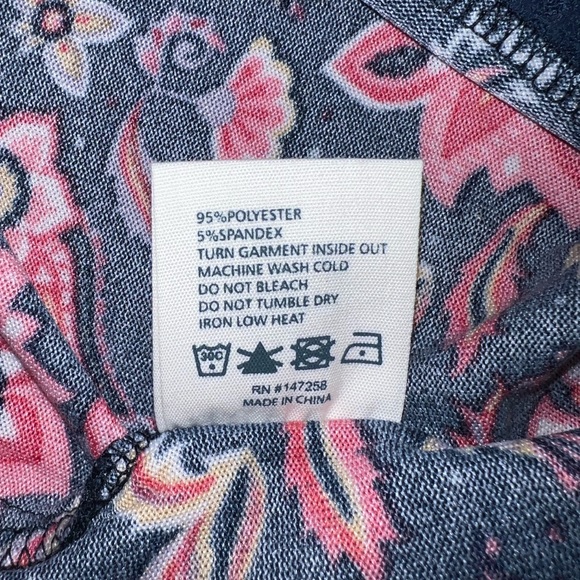 95%POLYESTER
5%SPANDEX
TURN GARMENT INSIDE OUT
MACHINE WASH COLD
DO NOT BLEACH
DO NOT TUMBLE DRY
IRON LOW HEAT
30C
RN #147258
MADE IN CHINA